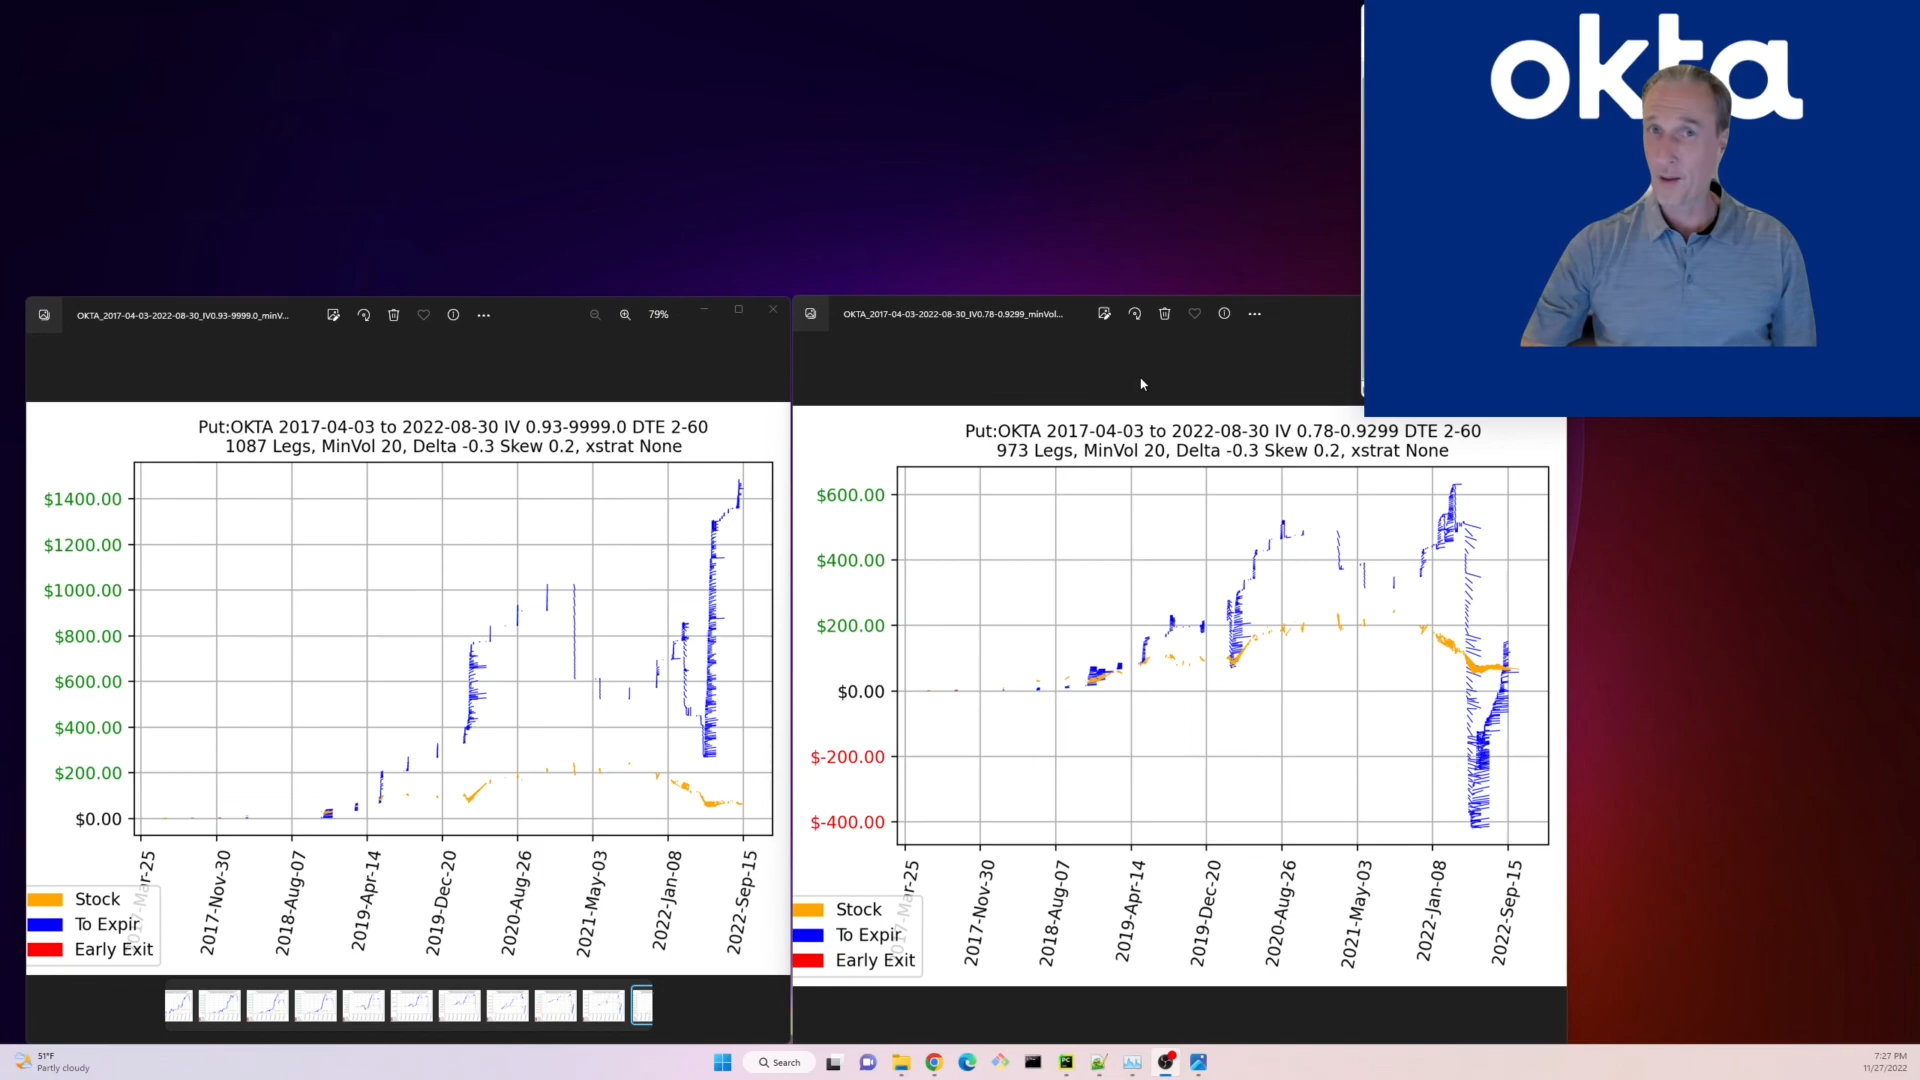 okta
OKTA_2017-04-03-2022-08-30_IV0.93-9999.0_minV...
79%
OKTA_2017-04-03-2022-08-30_IV0.78-0.9299_minVol...
Put:OKTA 2017-04-03 to 2022-08-30 IV 0.93-9999.0 DTE 2-60
1087 Legs, MinVol 20, Delta -0.3 Skew 0.2, xstrat None
$1400.00
$1200.00
$1000.00
$800.00
$600.00
$400.00
$200.00
$0.00
2017-Mar-25
2017-Nov-30
2018-Aug-07
2019-Apr-14
2019-Dec-20
2020-Aug-26
2021-May-03
2022-Jan-08
2022-Sep-15
Stock
To Expir
Early Exit
Put:OKTA 2017-04-03 to 2022-08-30 IV 0.78-0.9299 DTE 2-60
973 Legs, MinVol 20, Delta -0.3 Skew 0.2, xstrat None
$600.00
$400.00
$200.00
$0.00
$-200.00
$-400.00
2017-Mar-25
2017-Nov-30
2018-Aug-07
2019-Apr-14
2019-Dec-20
2020-Aug-26
2021-May-03
2022-Jan-08
2022-Sep-15
Stock
To Expir
Early Exit
51°F
Partly cloudy
Search
7:27 PM
11/27/2022